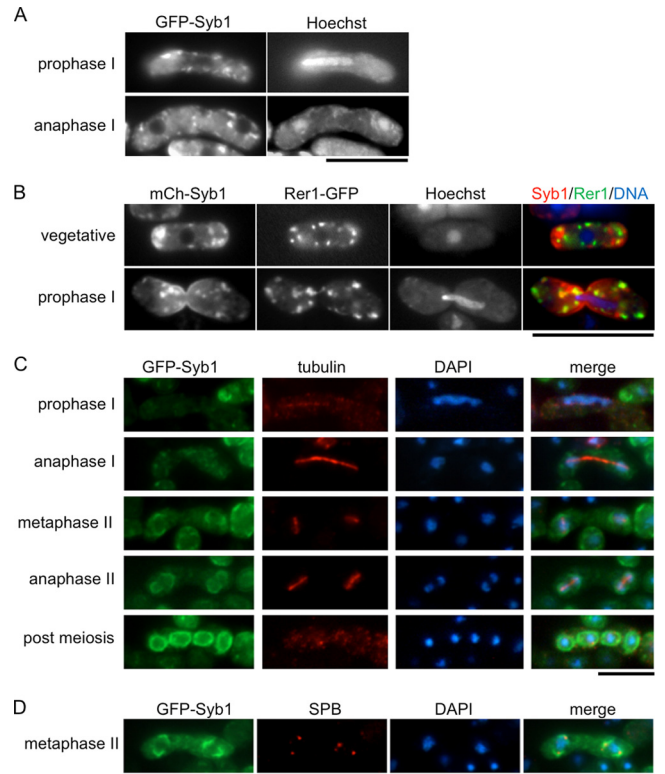 A
GFP-Syb1 Hoechst
prophase I
anaphase I
B
mCh-Syb1 Rer1-GFP Hoechst Syb1/Rer1/DNA
vegetative
prophase I
C
GFP-Syb1 tubulin DAPI merge
prophase I
anaphase I
metaphase II
anaphase II
post meiosis
D
GFP-Syb1 SPB DAPI merge
metaphase II